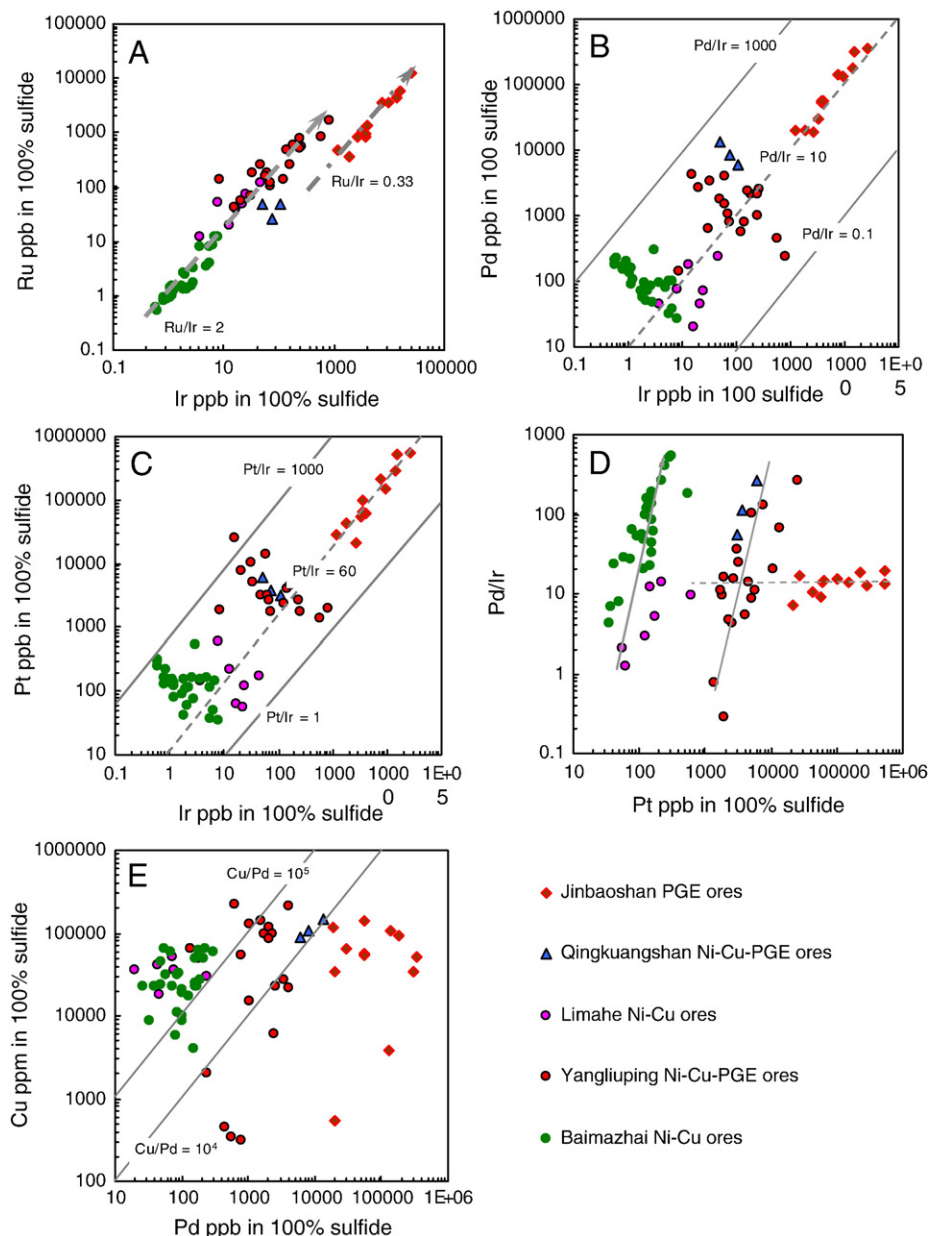 A
Ru ppb in 100% sulfide
100000
10000
1000
100
10
1
0.1
Ru/Ir = 0.33
Ru/Ir = 2
0.1
10
1000
100000
Ir ppb in 100% sulfide
B
Pd ppb in 100 sulfide
1000000
100000
10000
1000
100
10
Pd/Ir = 1000
Pd/Ir = 10
Pd/Ir = 0.1
0.1 1 10 100 1000 1000 1E+0
0 5
Ir ppb in 100 sulfide
C
Pt ppb in 100% sulfide
1000000
100000
10000
1000
100
10
Pt/Ir = 1000
Pt/Ir = 60
Pt/Ir = 1
0.1 1 10 100 1000 1000 1E+0
0 5
Ir ppb in 100% sulfide
D
Pd/Ir
1000
100
10
1
0.1
10 100 1000 10000 100000 1E+06
Pt ppb in 100% sulfide
E
Cu ppm in 100% sulfide
1000000
100000
10000
1000
100
Cu/Pd = 10⁵
Cu/Pd = 10⁴
10 100 1000 10000 100000 1E+06
Pd ppb in 100% sulfide
Jinbaoshan PGE ores
Qingkuangshan Ni-Cu-PGE ores
Limahe Ni-Cu ores
Yangliuping Ni-Cu-PGE ores
Baimazhai Ni-Cu ores